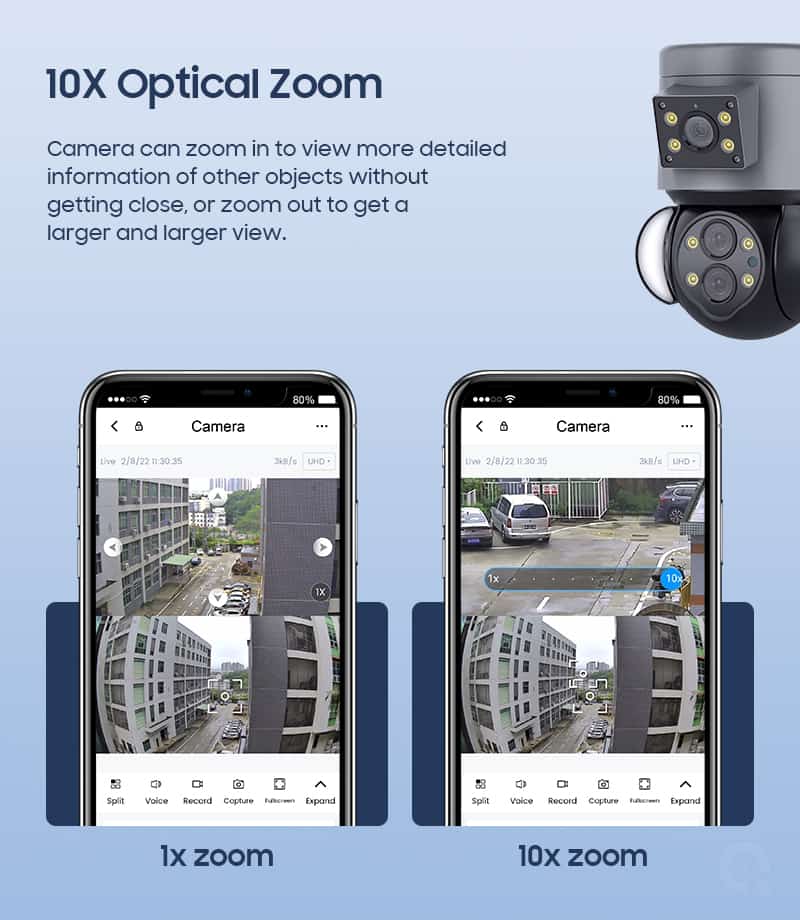 10X Optical Zoom
Camera can zoom in to view more detailed
information of other objects without
getting close, or zoom out to get a
larger and larger view.
80%
Camera
Live 2/8/22 11:30:35
3kB/s UHD
1X
Split Voice Record Capture Fullscreen Expand
1x zoom
80%
Camera
Live 2/8/22 11:30:35
3kB/s UHD
1x 10x
Split Voice Record Capture Fullscreen Expand
10x zoom